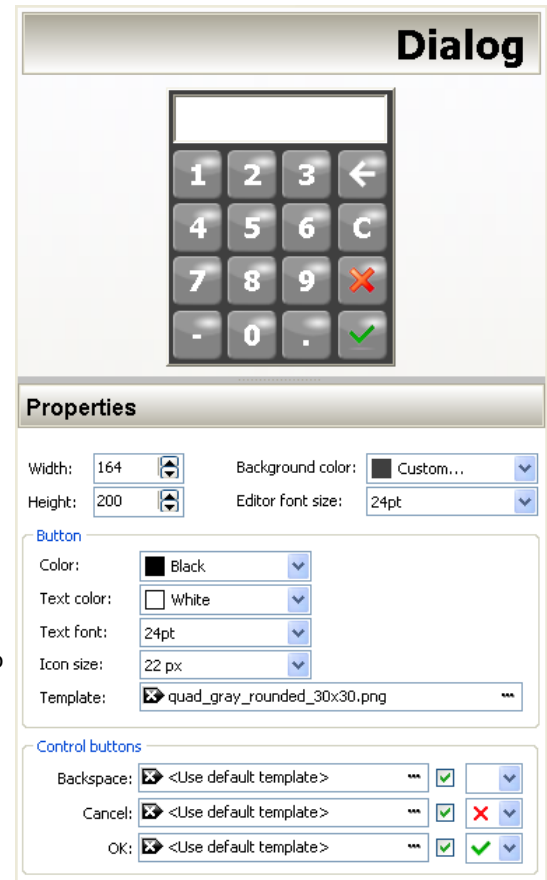 Dialog
1 2 3
4 5 6 C
7 8 9
- 0 .
Properties
Width: 164 Background color: Custom...
Height: 200 Editor font size: 24pt
Button
Color: Black
Text color: White
Text font: 24pt
Icon size: 22 px
Template: quad_gray_rounded_30x30.png ...
Control buttons
Backspace: <Use default template> ...
Cancel: <Use default template> ...
OK: <Use default template> ...